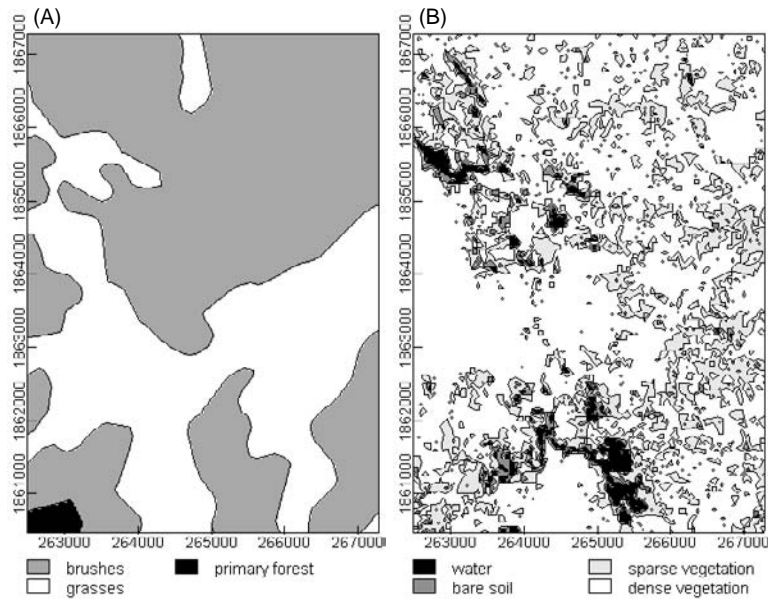 (A)
1867000
1866000
1865000
1864000
1863000
1862000
1861000
263000 264000 265000 266000 267000
brushes
grasses
primary forest
(B)
1867000
1866000
1865000
1864000
1863000
1862000
1861000
263000 264000 265000 266000 267000
water
bare soil
sparse vegetation
dense vegetation